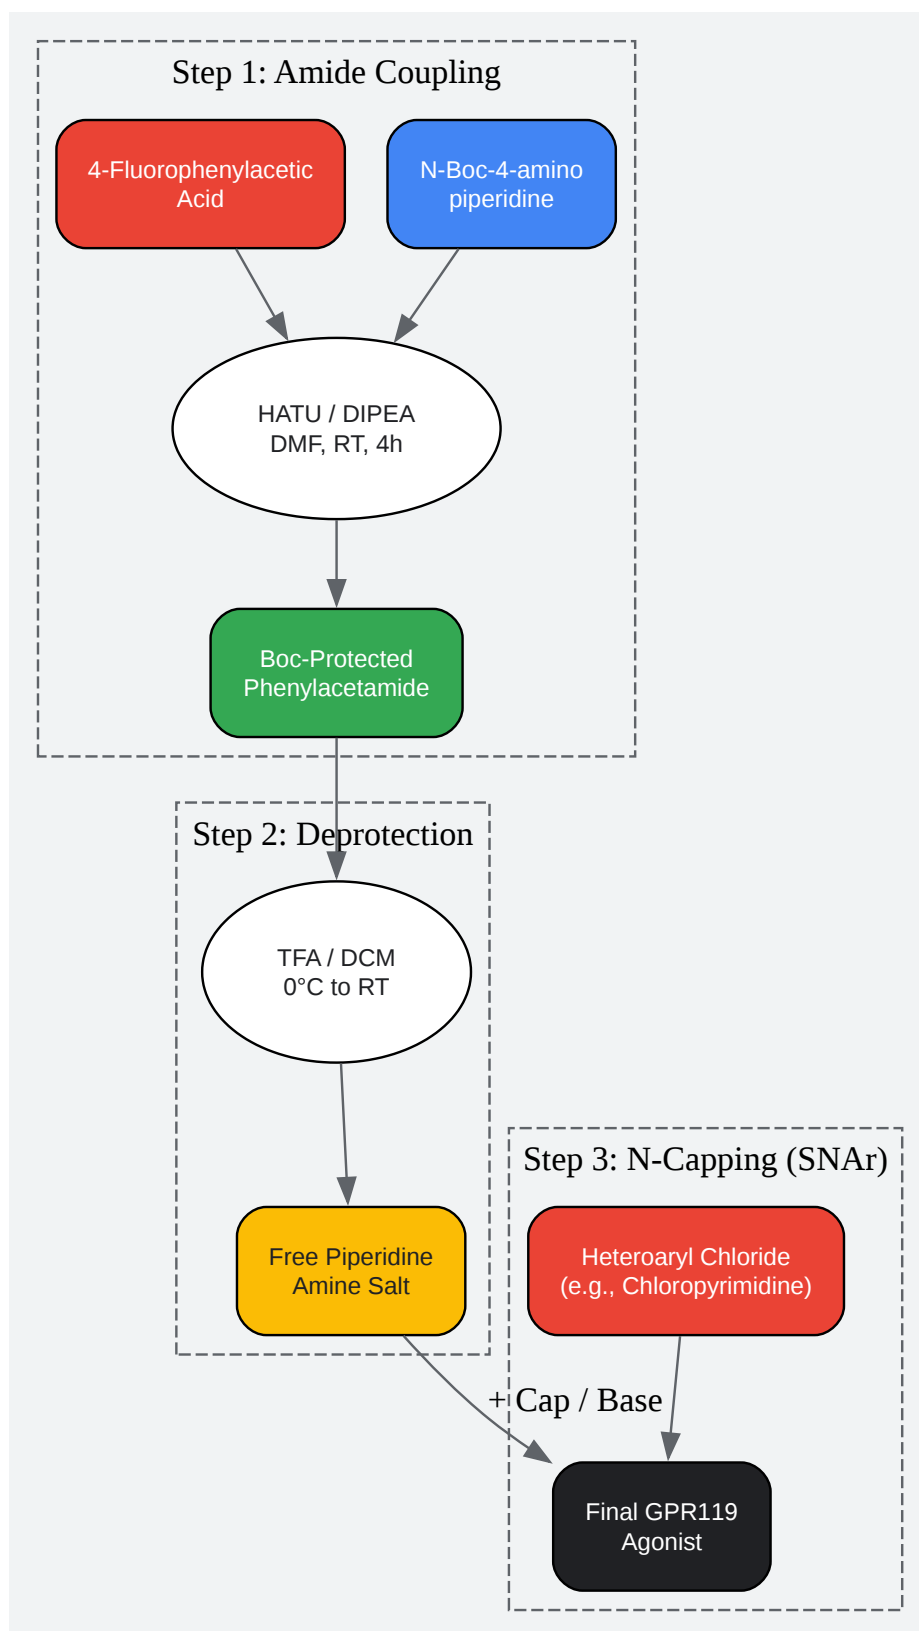 Step 1: Amide Coupling
4-Fluorophenylacetic
Acid
N-Boc-4-amino
piperidine
HATU / DIPEA
DMF, RT, 4h
Boc-Protected
Phenylacetamide
Step 2: Deprotection
TFA / DCM
0°C to RT
Free Piperidine
Amine Salt
Step 3: N-Capping (SNAr)
Heteroaryl Chloride
(e.g., Chloropyrimidine)
+ Cap / Base
Final GPR119
Agonist